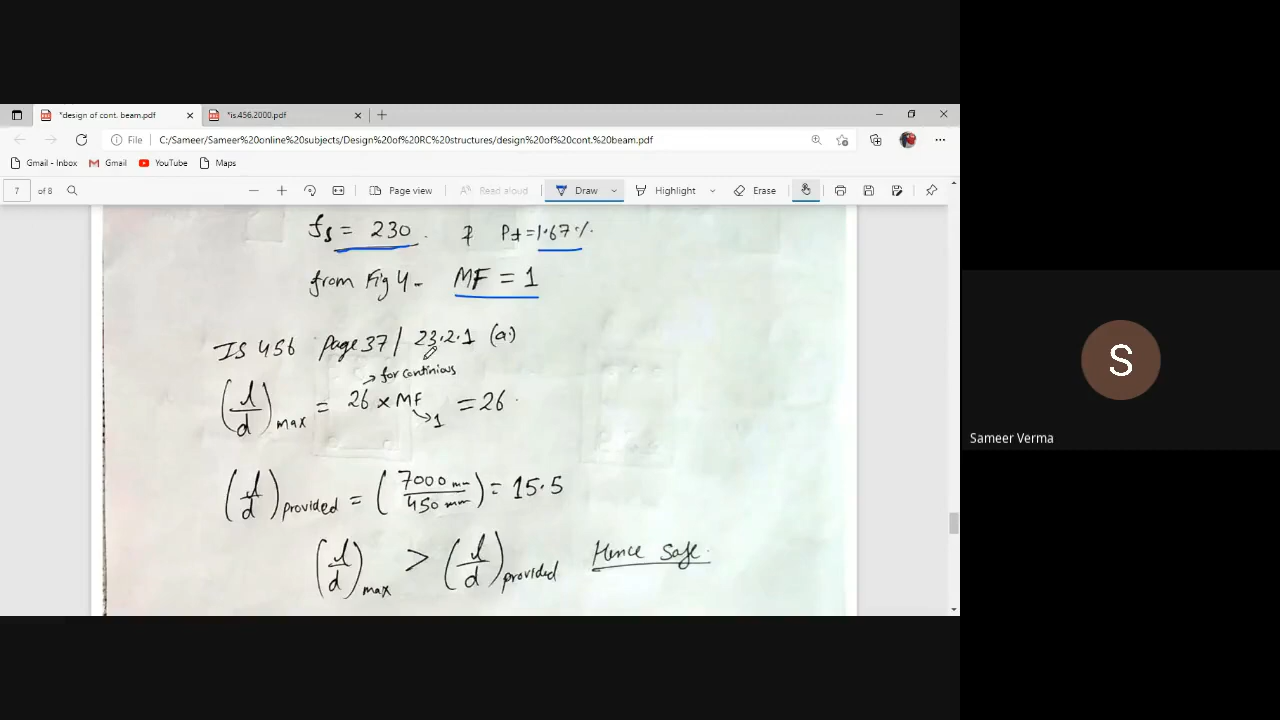 *design of cont. beam.pdf
*is.456.2000.pdf
File C:/Sameer/Sameer%20online%20subjects/Design%20of%20RC%20structures/design%20of%20cont.%20beam.pdf
Gmail - Inbox Gmail YouTube Maps
7 of 8 Page view Read aloud Draw Highlight Erase
fs = 230 & Pt = 1.67%
from Fig 4 - MF = 1
IS 456 Page 37 / 23.2.1 (a.)
→ for continious
(l/d) max = 26 × MF = 26
→ 1
(l/d) provided = (7000 mm / 450 mm) = 15.5
(l/d) max > (l/d) provided Hence Safe.
S
Sameer Verma